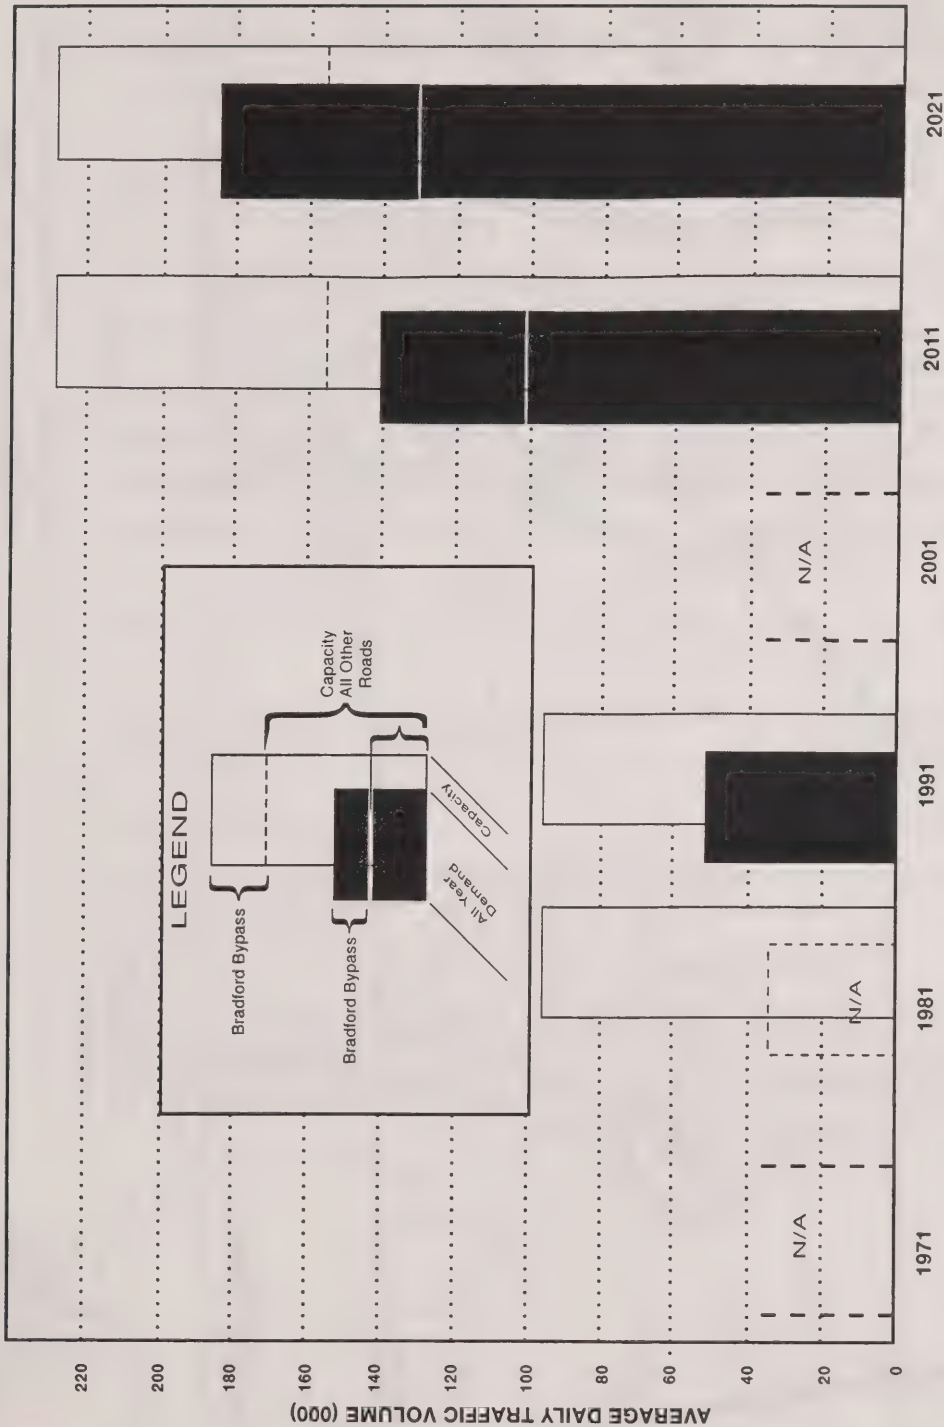 AVERAGE DAILY TRAFFIC VOLUME (000)
220
200
180
160
140
120
100
80
60
40
20
0
LEGEND
Bradford Bypass
Bradford Bypass
Capacity
All Other
Roads
All Year
Demand
Capacity
N/A
N/A
N/A
1971
1981
1991
2001
2011
2021